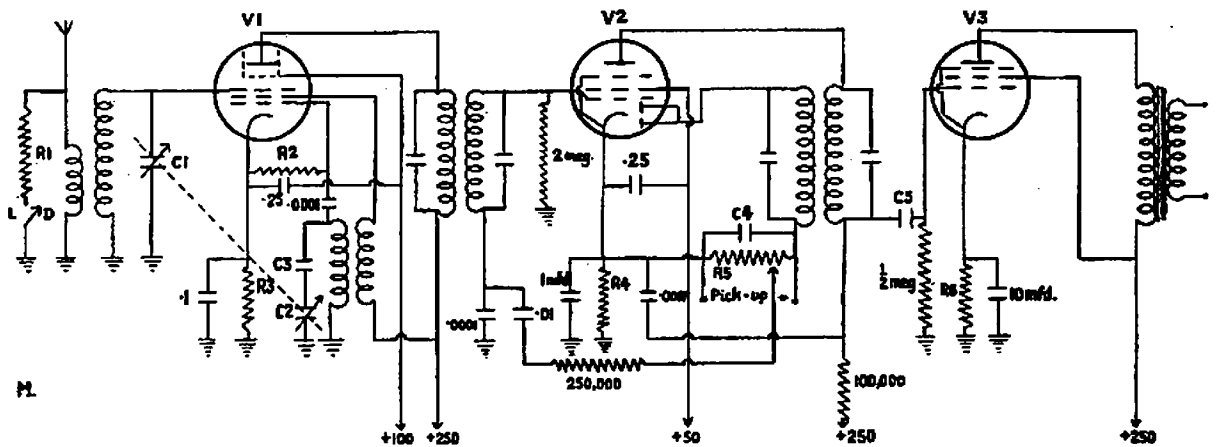 V1
V2
V3
R1
L
D
C1
R2
.25
.0001
C3
C2
R3
.1
2 meg.
.25
C4
R5
Pick-up
1 mfd
R4
.0001
.0001
.01
250,000
C5
½ meg
R6
10 mfd.
100,000
M.
+100
+250
+50
+250
+250